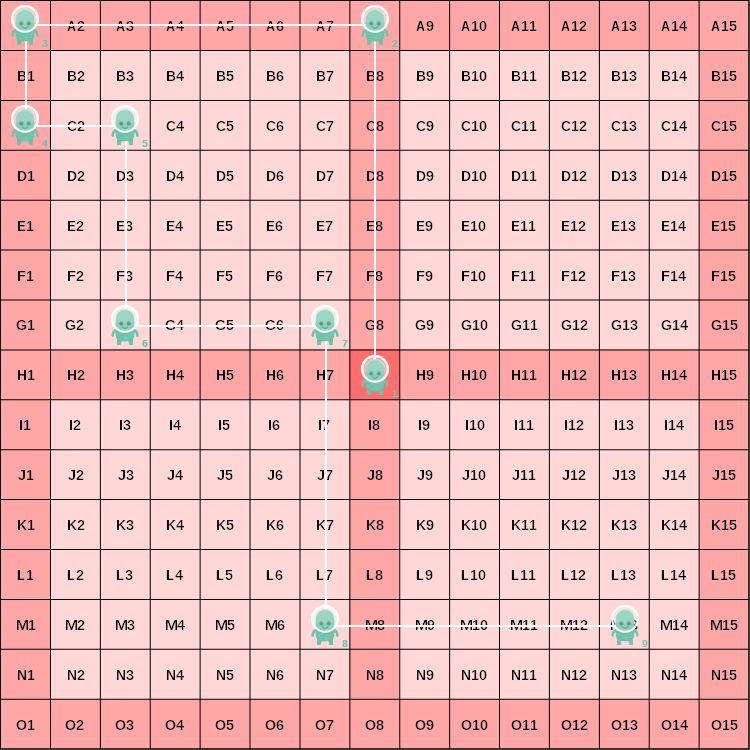 3 A2 A3 A4 A5 A6 A7 2 A9 A10 A11 A12 A13 A14 A15
B1 B2 B3 B4 B5 B6 B7 B8 B9 B10 B11 B12 B13 B14 B15
4 C2 5 C4 C5 C6 C7 C8 C9 C10 C11 C12 C13 C14 C15
D1 D2 D3 D4 D5 D6 D7 D8 D9 D10 D11 D12 D13 D14 D15
E1 E2 E3 E4 E5 E6 E7 E8 E9 E10 E11 E12 E13 E14 E15
F1 F2 F3 F4 F5 F6 F7 F8 F9 F10 F11 F12 F13 F14 F15
G1 G2 6 G4 G5 G6 7 G8 G9 G10 G11 G12 G13 G14 G15
H1 H2 H3 H4 H5 H6 H7 1 H9 H10 H11 H12 H13 H14 H15
I1 I2 I3 I4 I5 I6 I7 I8 I9 I10 I11 I12 I13 I14 I15
J1 J2 J3 J4 J5 J6 J7 J8 J9 J10 J11 J12 J13 J14 J15
K1 K2 K3 K4 K5 K6 K7 K8 K9 K10 K11 K12 K13 K14 K15
L1 L2 L3 L4 L5 L6 L7 L8 L9 L10 L11 L12 L13 L14 L15
M1 M2 M3 M4 M5 M6 8 M8 M9 M10 M11 M12 9 M14 M15
N1 N2 N3 N4 N5 N6 N7 N8 N9 N10 N11 N12 N13 N14 N15
O1 O2 O3 O4 O5 O6 O7 O8 O9 O10 O11 O12 O13 O14 O15